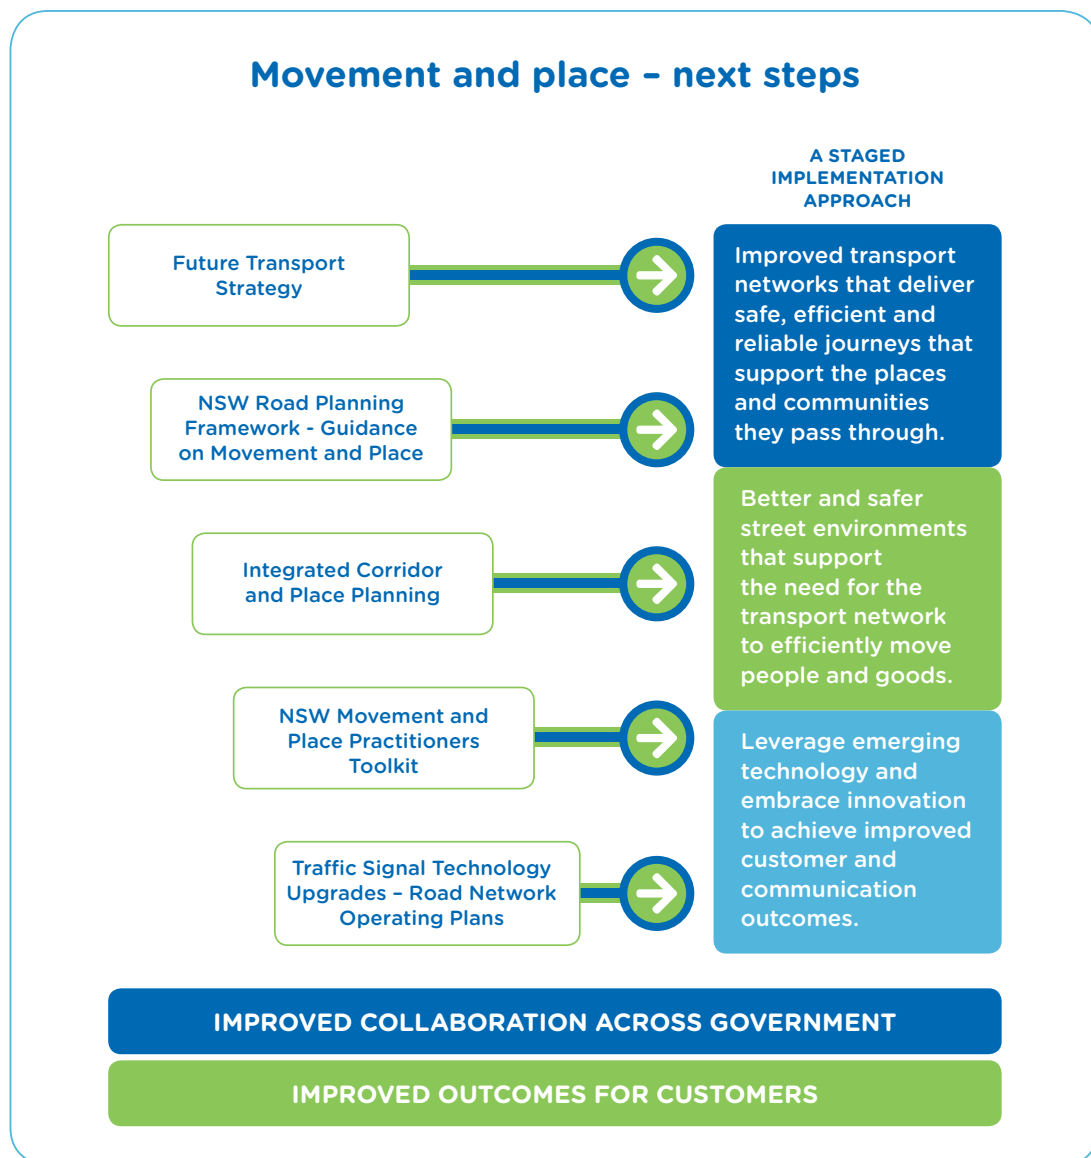 Movement and place – next steps
A STAGED
IMPLEMENTATION
APPROACH
Future Transport
Strategy
NSW Road Planning
Framework - Guidance
on Movement and Place
Integrated Corridor
and Place Planning
NSW Movement and
Place Practitioners
Toolkit
Traffic Signal Technology
Upgrades – Road Network
Operating Plans
Improved transport
networks that deliver
safe, efficient and
reliable journeys that
support the places
and communities
they pass through.
Better and safer
street environments
that support
the need for the
transport network
to efficiently move
people and goods.
Leverage emerging
technology and
embrace innovation
to achieve improved
customer and
communication
outcomes.
IMPROVED COLLABORATION ACROSS GOVERNMENT
IMPROVED OUTCOMES FOR CUSTOMERS